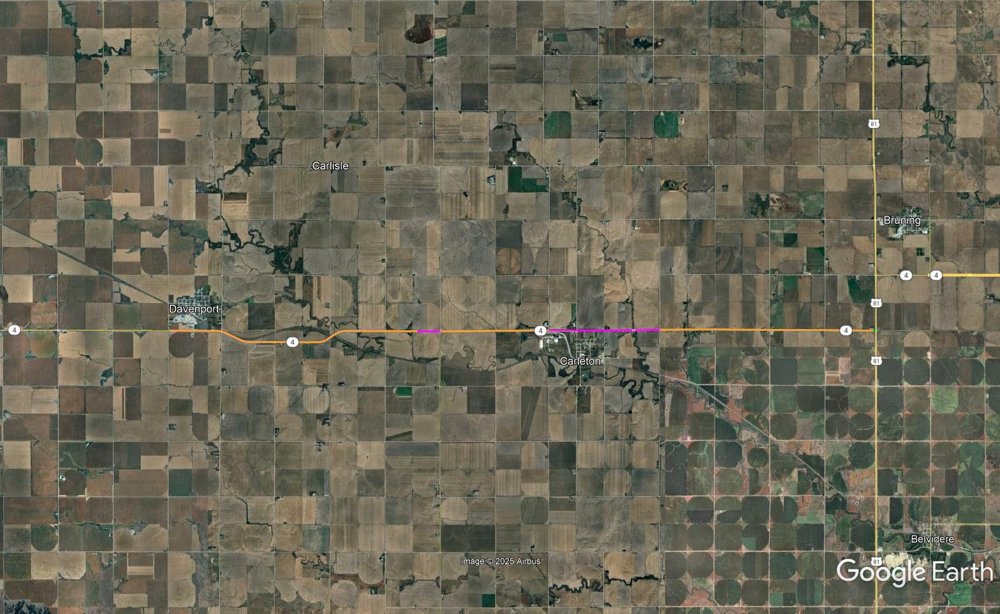 81
Carlisle
Bruning
4
4
81
Davenport
4
4
4
4
81
Carleton
Belvidere
81
Image © 2025 Airbus
Google Earth